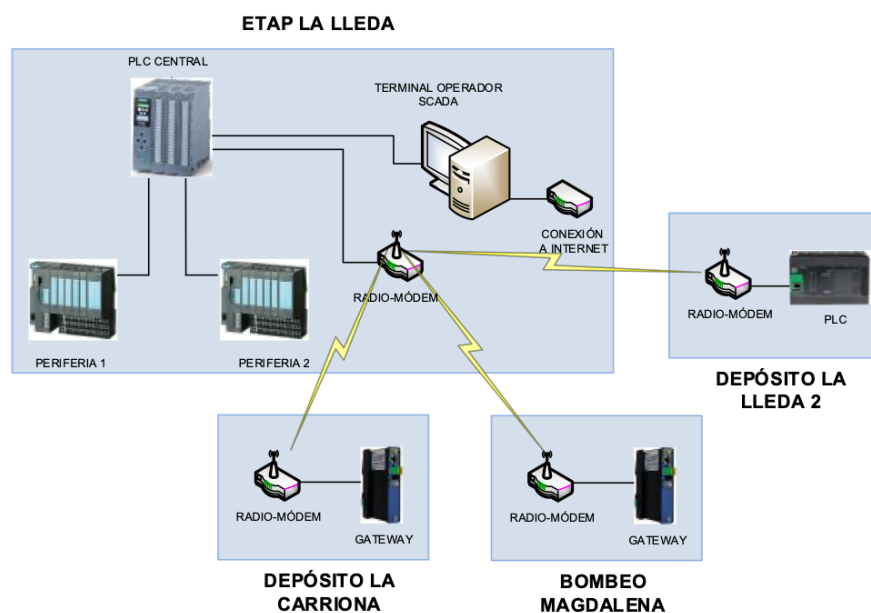 ETAP LA LLEDA
PLC CENTRAL
TERMINAL OPERADOR
SCADA
CONEXIÓN
A INTERNET
RADIO-MÓDEM
PERIFERIA 1
PERIFERIA 2
RADIO-MÓDEM
PLC
DEPÓSITO LA
LLEDA 2
RADIO-MÓDEM
GATEWAY
DEPÓSITO LA
CARRIONA
RADIO-MÓDEM
GATEWAY
BOMBEO
MAGDALENA